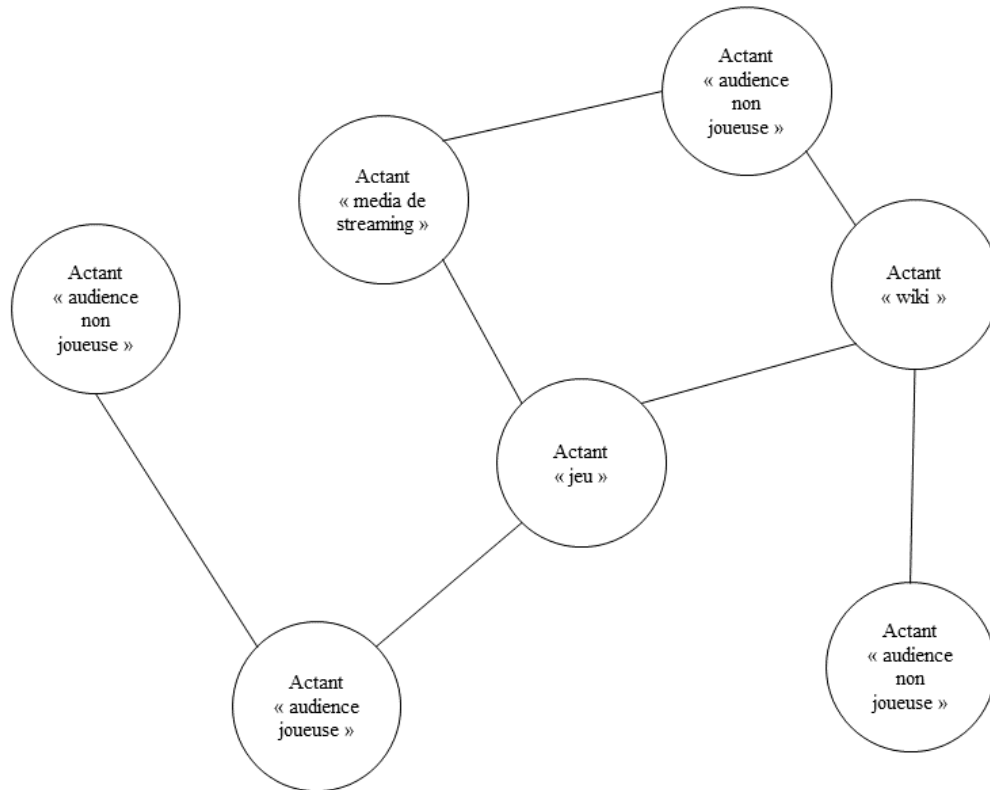 Actant
« audience
non
joueuse »
Actant
« media de
streaming »
Actant
« wiki »
Actant
« audience
non
joueuse »
Actant
« jeu »
Actant
« audience
non
joueuse »
Actant
« audience
joueuse »